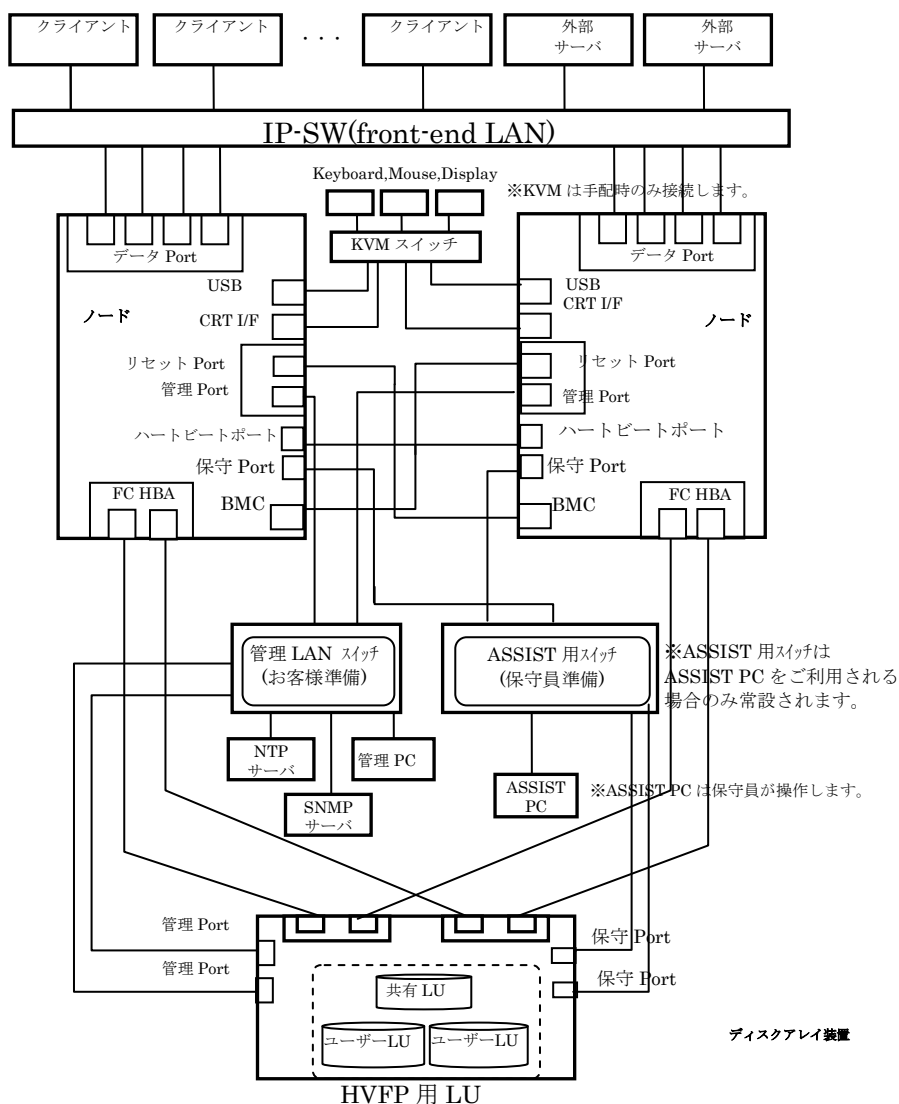 クライアント
クライアント
・・・
クライアント
外部
サーバ
外部
サーバ
IP-SW(front-end LAN)
Keyboard,Mouse,Display
※KVM は手配時のみ接続します。
KVM スイッチ
データ Port
データ Port
USB
USB
CRT I/F
CRT I/F
ノード
ノード
リセット Port
リセット Port
管理 Port
管理 Port
ハートビートポート
ハートビートポート
保守 Port
保守 Port
FC HBA
BMC
FC HBA
BMC
管理 LAN スイッチ
(お客様準備)
ASSIST 用スイッチ
(保守員準備)
※ASSIST 用スイッチは
ASSIST PC をご利用される
場合のみ常設されます。
NTP
サーバ
管理 PC
SNMP
サーバ
ASSIST
PC
※ASSIST PC は保守員が操作します。
管理 Port
保守 Port
管理 Port
保守 Port
共有 LU
ユーザーLU
ユーザーLU
ディスクアレイ装置
HVFP 用 LU